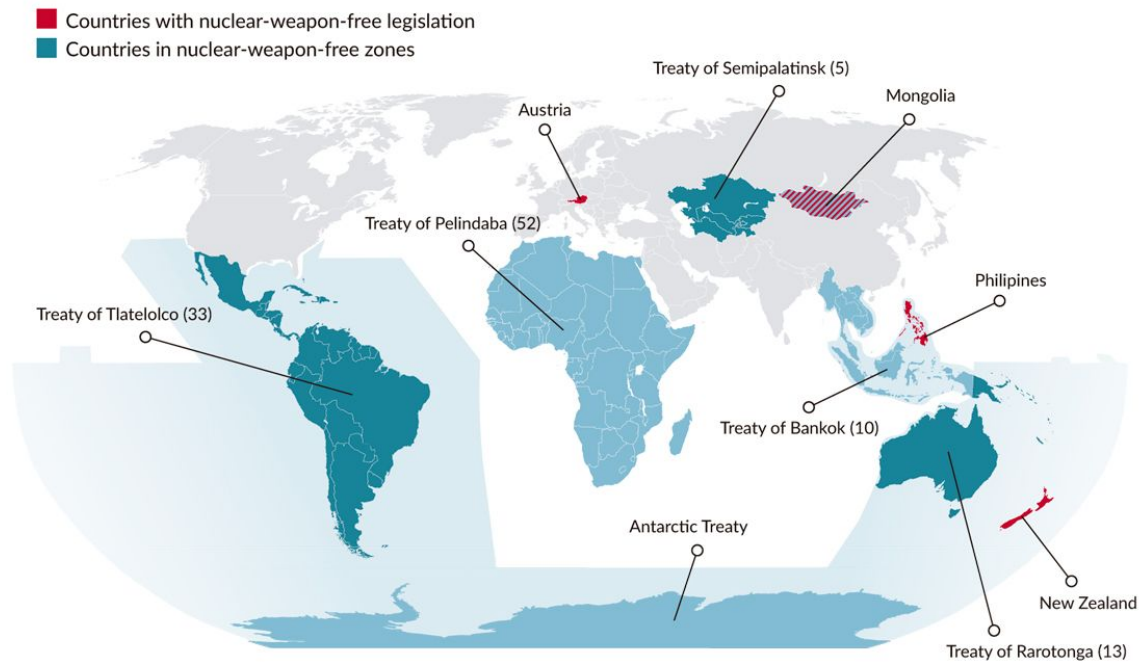 Countries with nuclear-weapon-free legislation
Countries in nuclear-weapon-free zones
Treaty of Semipalatinsk (5)
Mongolia
Austria
Treaty of Pelindaba (52)
Philipines
Treaty of Tlatelolco (33)
Treaty of Bankok (10)
Antarctic Treaty
New Zealand
Treaty of Rarotonga (13)